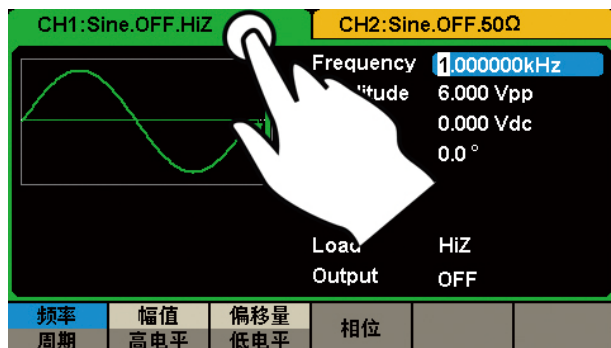 CH1:Sine.OFF.HiZ CH2:Sine.OFF.50Ω
Frequency 1.000000kHz
6.000 Vpp
0.000 Vdc
0.0 °
Load HiZ
Output OFF
频率 幅值 偏移量 相位
周期 高电平 低电平